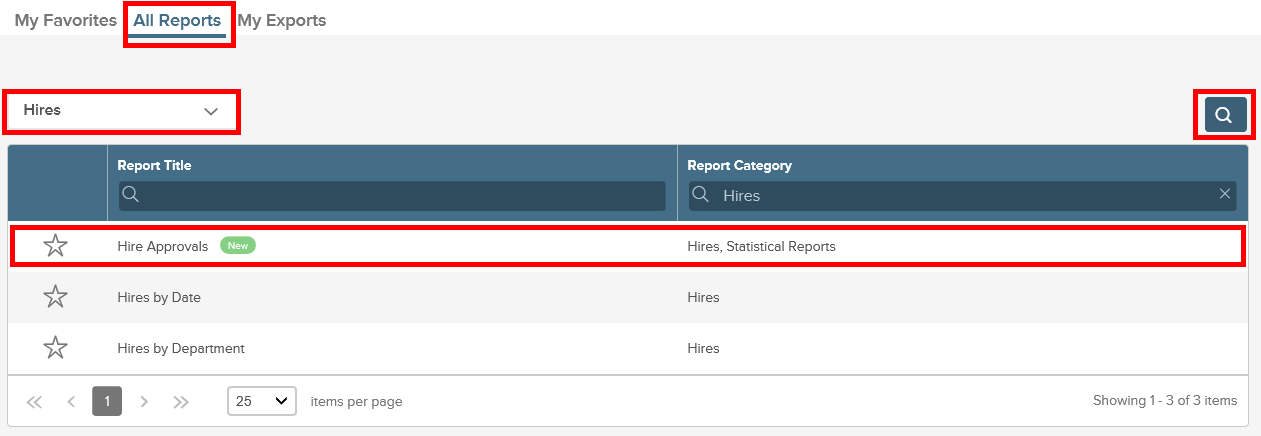 My Favorites All Reports My Exports
Hires
Report Title Report Category
Hires
Hire Approvals New Hires, Statistical Reports
Hires by Date Hires
Hires by Department Hires
1 25 items per page Showing 1 - 3 of 3 items